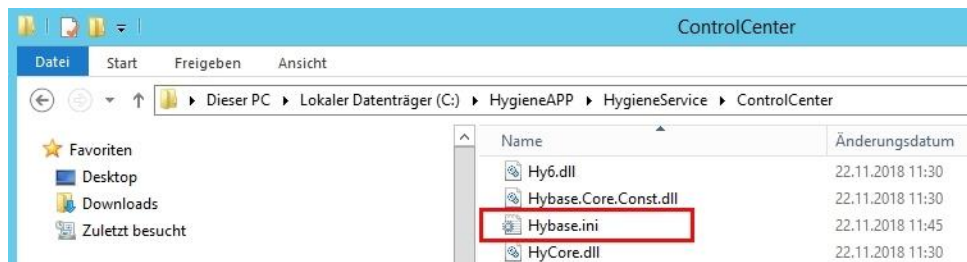 ControlCenter
Datei Start Freigeben Ansicht
Dieser PC Lokaler Datenträger (C:) HygieneAPP HygieneService ControlCenter
Favoriten
Desktop
Downloads
Zuletzt besucht
Name Änderungsdatum
Hy6.dll 22.11.2018 11:30
Hybase.Core.Const.dll 22.11.2018 11:30
Hybase.ini 22.11.2018 11:45
HyCore.dll 22.11.2018 11:30